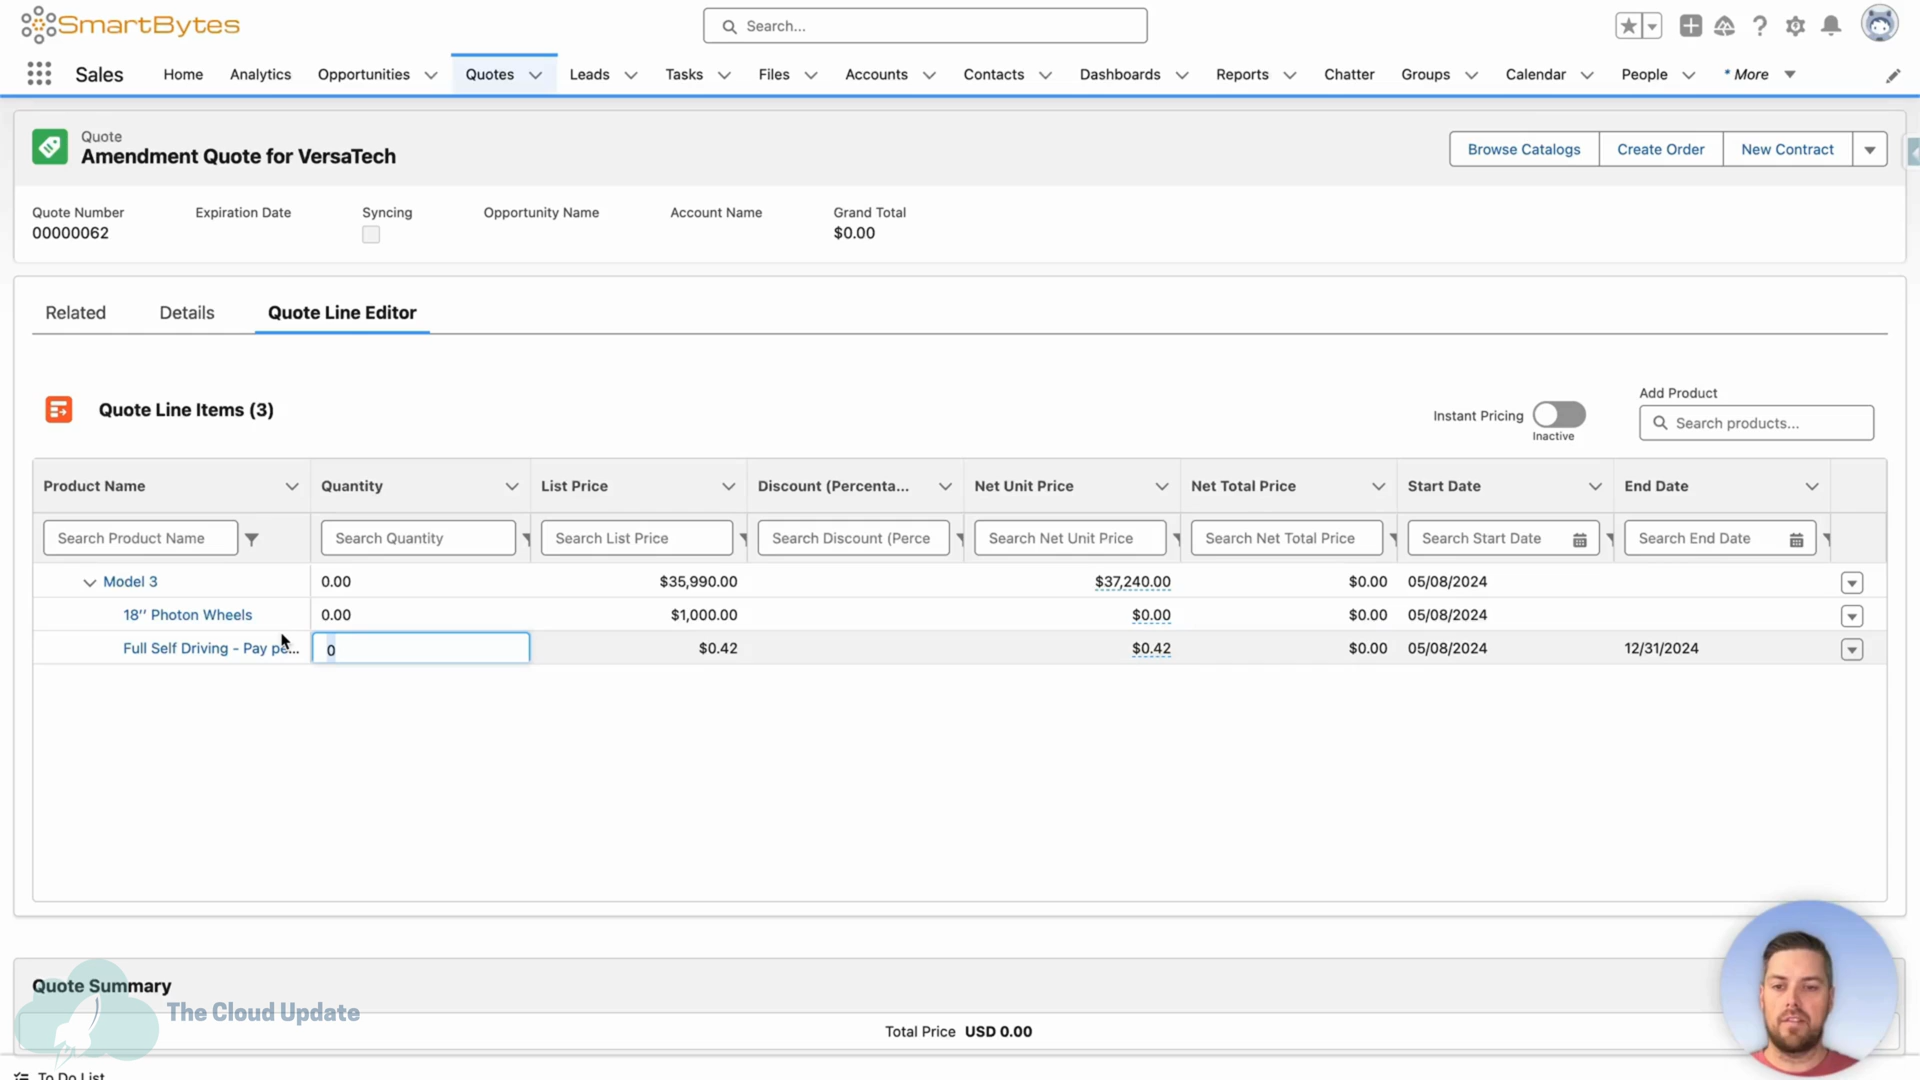 SmartBytes
Search...
Sales
Home
Analytics
Opportunities
Quotes
Leads
Tasks
Files
Accounts
Contacts
Dashboards
Reports
Chatter
Groups
Calendar
People
* More
Quote
Amendment Quote for VersaTech
Browse Catalogs
Create Order
New Contract
Quote Number
Expiration Date
Syncing
Opportunity Name
Account Name
Grand Total
00000062
$0.00
Related
Details
Quote Line Editor
Quote Line Items (3)
Instant Pricing
Inactive
Add Product
Search products...
Product Name
Quantity
List Price
Discount (Percenta...
Net Unit Price
Net Total Price
Start Date
End Date
Search Product Name
Search Quantity
Search List Price
Search Discount (Perce
Search Net Unit Price
Search Net Total Price
Search Start Date
Search End Date
Model 3 0.00 $35,990.00 $37,240.00 $0.00 05/08/2024
18’’ Photon Wheels 0.00 $1,000.00 $0.00 $0.00 05/08/2024
Full Self Driving - Pay pe... 0 $0.42 $0.42 $0.00 05/08/2024 12/31/2024
Quote Summary
The Cloud Update
Total Price USD 0.00
To Do List